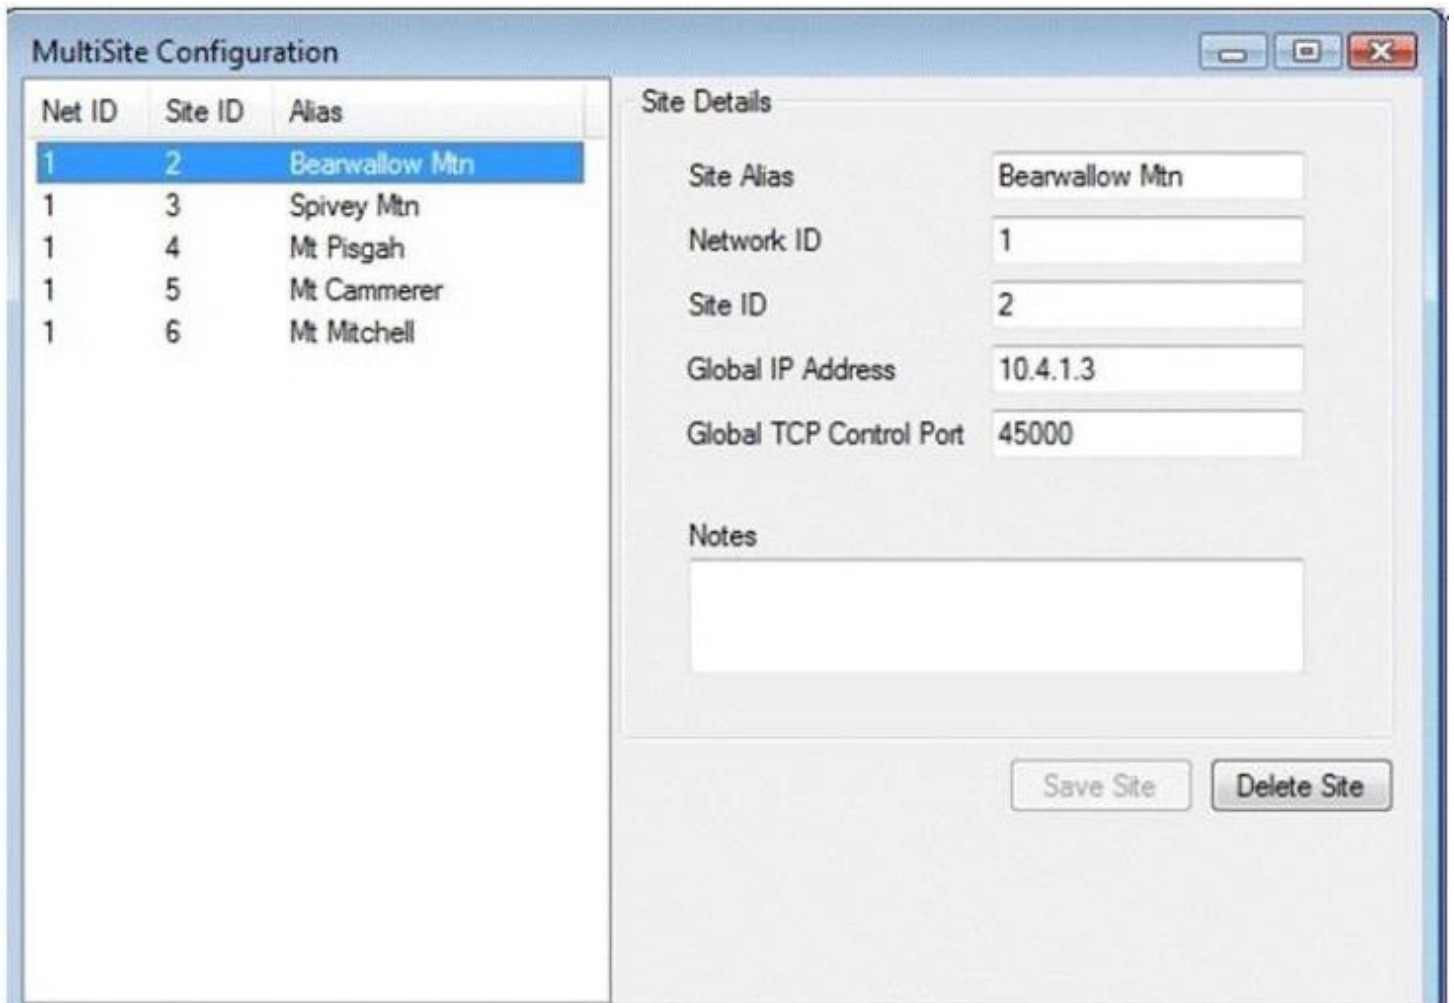 MultiSite Configuration
Net ID Site ID Alias
1 2 Bearwallow Mtn
1 3 Spivey Mtn
1 4 Mt Pisgah
1 5 Mt Cammerer
1 6 Mt Mitchell
Site Details
Site Alias Bearwallow Mtn
Network ID 1
Site ID 2
Global IP Address 10.4.1.3
Global TCP Control Port 45000
Notes
Save Site Delete Site